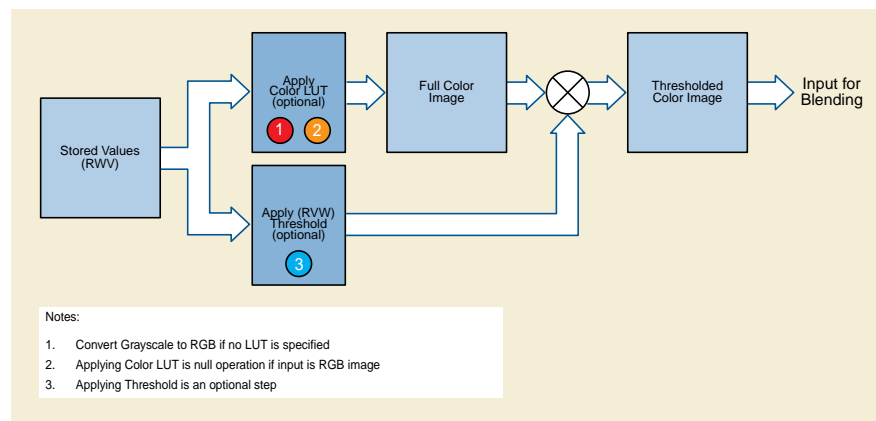 Stored Values
(RWV)
Apply
Color LUT
(optional)
1
2
Full Color
Image
Thresholded
Color Image
Input for
Blending
Apply (RVW)
Threshold
(optional)
3
Notes:
1. Convert Grayscale to RGB if no LUT is specified
2. Applying Color LUT is null operation if input is RGB image
3. Applying Threshold is an optional step